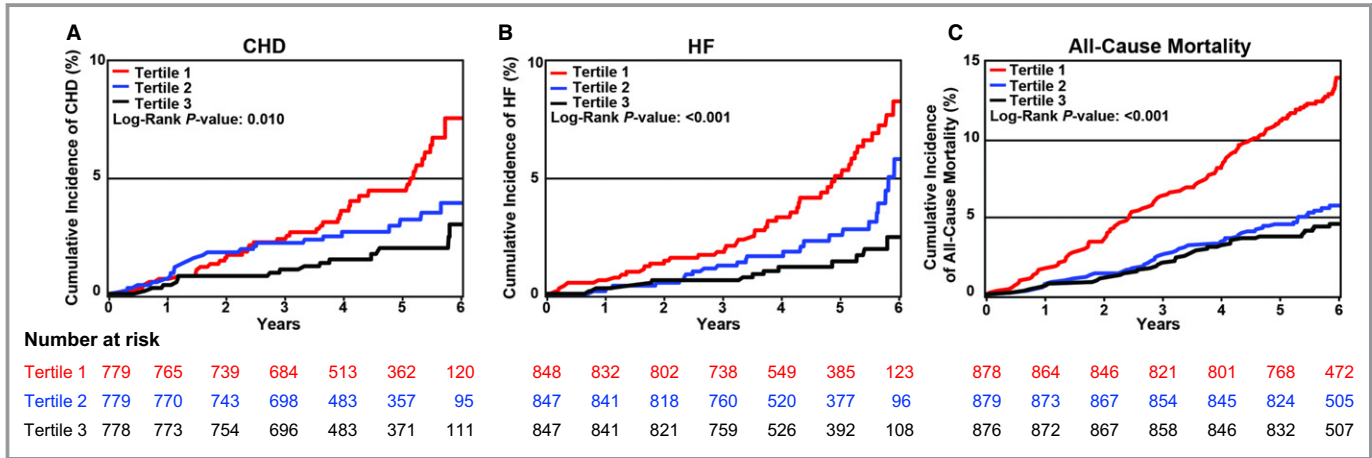 A
CHD
Cumulative Incidence of CHD (%)
10
5
0
Tertile 1
Tertile 2
Tertile 3
Log-Rank P-value: 0.010
0 1 2 3 4 5 6
Years
B
HF
Cumulative Incidence of HF (%)
10
5
0
Tertile 1
Tertile 2
Tertile 3
Log-Rank P-value: <0.001
0 1 2 3 4 5 6
Years
C
All-Cause Mortality
Cumulative Incidence
of All-Cause Mortality (%)
15
10
5
0
Tertile 1
Tertile 2
Tertile 3
Log-Rank P-value: <0.001
0 1 2 3 4 5 6
Years
Number at risk
Tertile 1 779 765 739 684 513 362 120 848 832 802 738 549 385 123 878 864 846 821 801 768 472
Tertile 2 779 770 743 698 483 357 95 847 841 818 760 520 377 96 879 873 867 854 845 824 505
Tertile 3 778 773 754 696 483 371 111 847 841 821 759 526 392 108 876 872 867 858 846 832 507